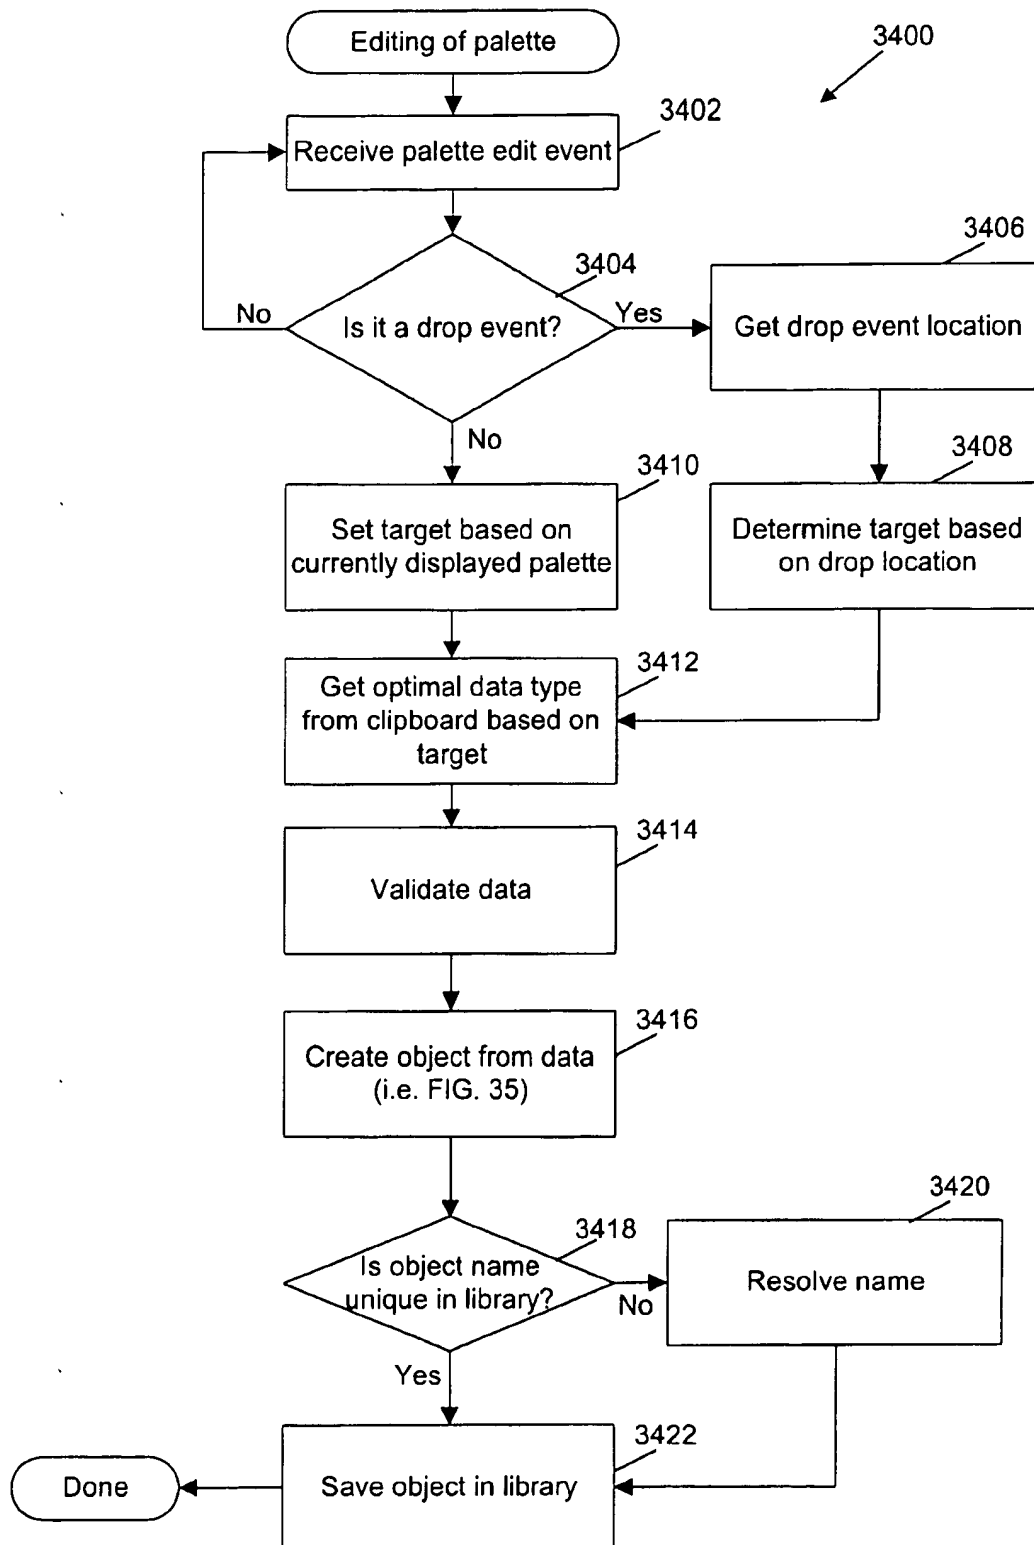 Editing of palette
3400
3402
Receive palette edit event
3404
3406
No
Is it a drop event?
Yes
Get drop event location
No
3410
3408
Set target based on
currently displayed palette
Determine target based
on drop location
3412
Get optimal data type
from clipboard based on
target
3414
Validate data
3416
Create object from data
(i.e. FIG. 35)
3418
3420
Is object name
unique in library?
No
Resolve name
Yes
3422
Done
Save object in library